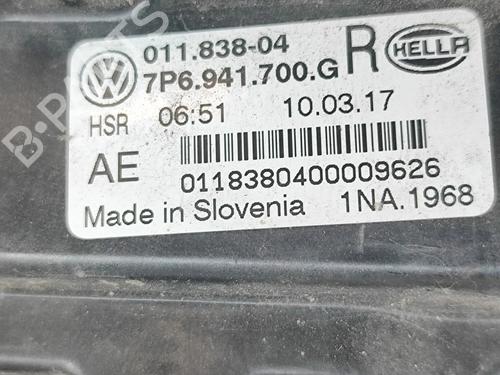 011.838-04
7P6.941.700.G R HELLA
HSR 06:51 10.03.17
AE
0118380400009626
Made in Slovenia 1NA.1968
B-PARTS